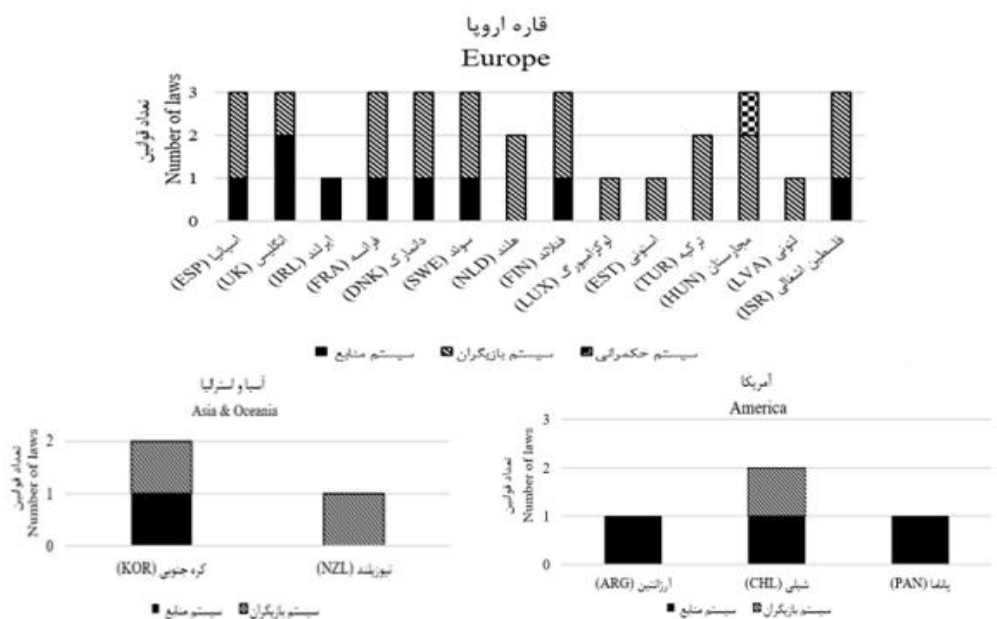 قاره اروپا
Europe
تعداد قوانین
Number of laws
3
2
1
0
اسپانیا (ESP)
انگلیس (UK)
ایرلند (IRL)
فرانسه (FRA)
دانمارک (DNK)
سوئد (SWE)
هلند (NLD)
فنلاند (FIN)
لوکزامبورگ (LUX)
استونی (EST)
ترکیه (TUR)
مجارستان (HUN)
لتونی (LVA)
فلسطین اشغالی (ISR)
سیستم منابع
سیستم بازیگران
سیستم حکمرانی
آسیا و استرالیا
Asia & Oceania
تعداد قوانین
Number of laws
2
1
0
کره جنوبی (KOR)
نیوزیلند (NZL)
سیستم منابع
سیستم بازیگران
آمریکا
America
تعداد قوانین
Number of laws
3
2
1
0
ارژانتین (ARG)
شیلی (CHL)
پاناما (PAN)
سیستم منابع
سیستم بازیگران